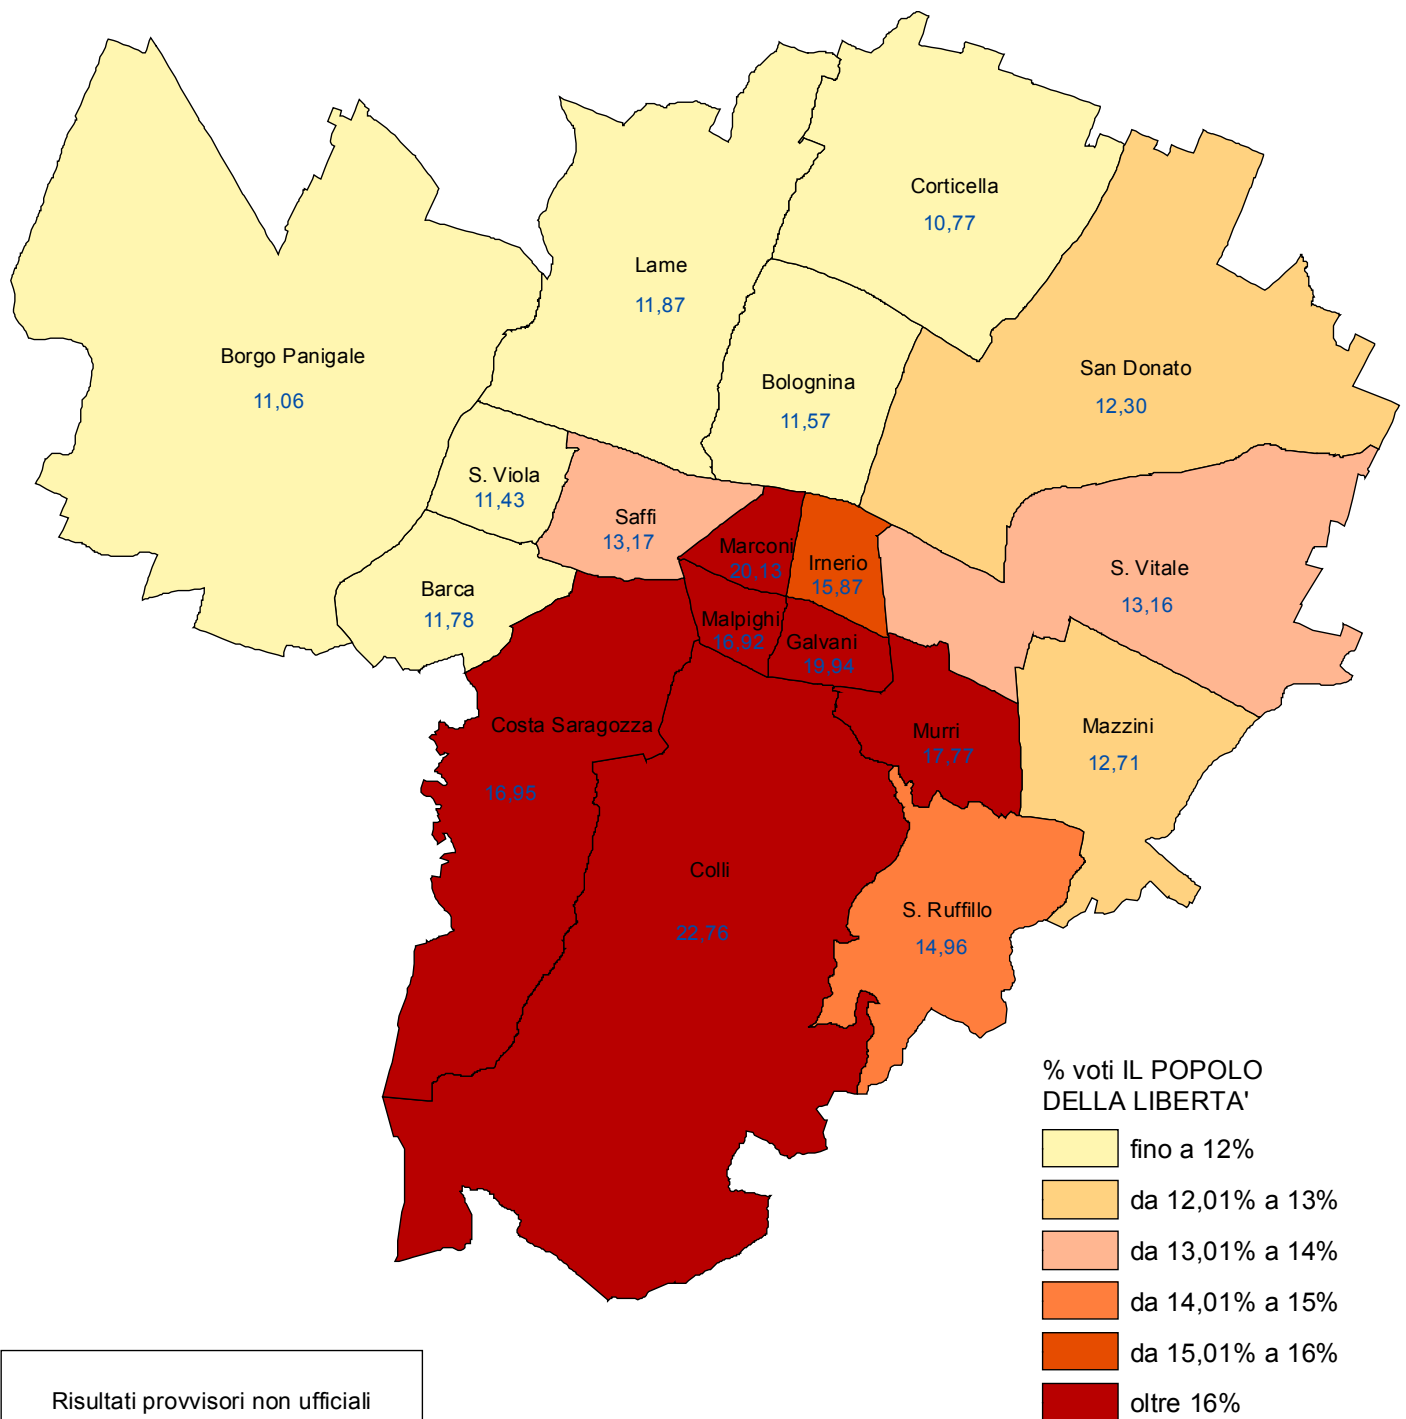 Corticella
10,77
Lame
11,87
Borgo Panigale
11,06
Bolognina
11,57
San Donato
12,30
S. Viola
11,43
Saffi
13,17
Marconi
20,13
Irnerio
15,87
S. Vitale
13,16
Barca
11,78
Malpighi
16,92
Galvani
19,94
Costa Saragozza
16,95
Murri
17,77
Mazzini
12,71
Colli
22,76
S. Ruffillo
14,96
% voti IL POPOLO
DELLA LIBERTA'
fino a 12%
da 12,01% a 13%
da 13,01% a 14%
da 14,01% a 15%
da 15,01% a 16%
oltre 16%
Risultati provvisori non ufficiali